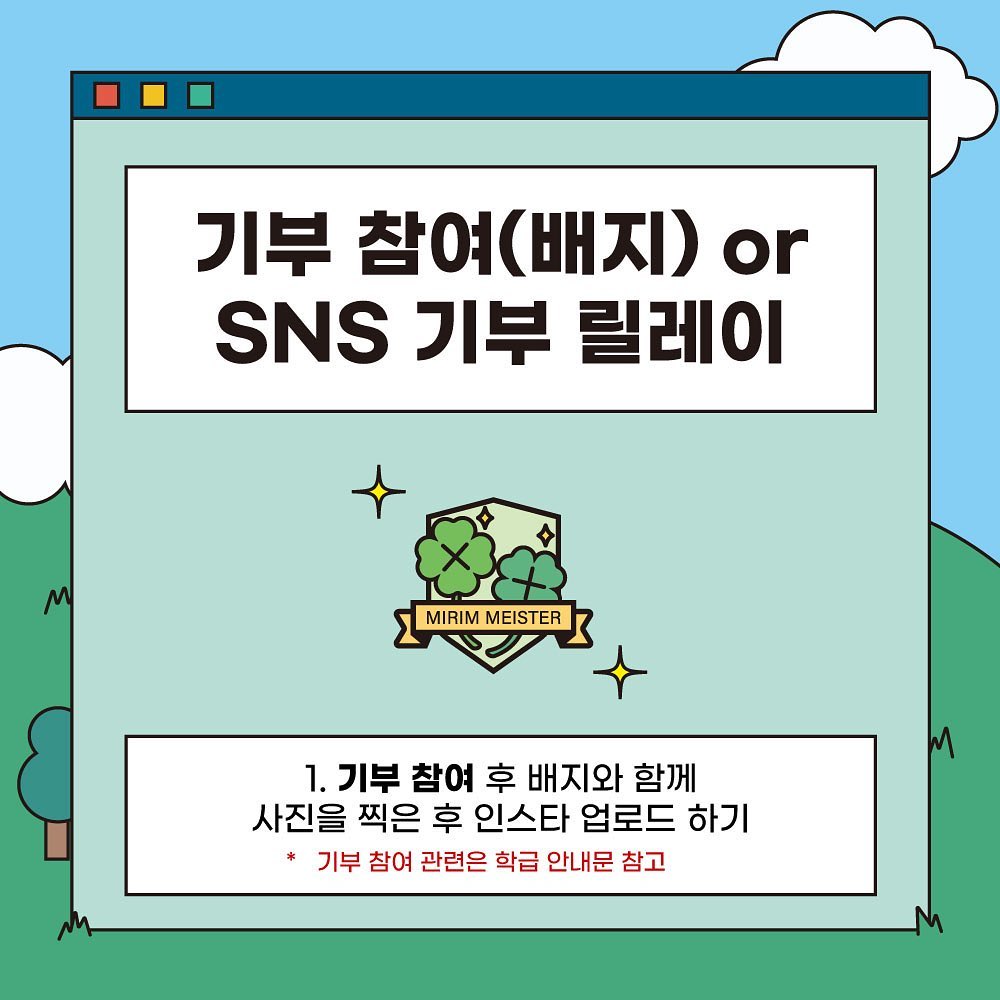 기부 참여(배지) or
SNS 기부 릴레이
MIRIM MEISTER
1. 기부 참여 후 배지와 함께
사진을 찍은 후 인스타 업로드 하기
* 기부 참여 관련은 학급 안내문 참고